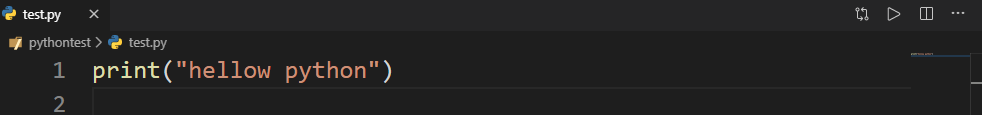 test.py
pythontest > test.py
1 print("hellow python")
2